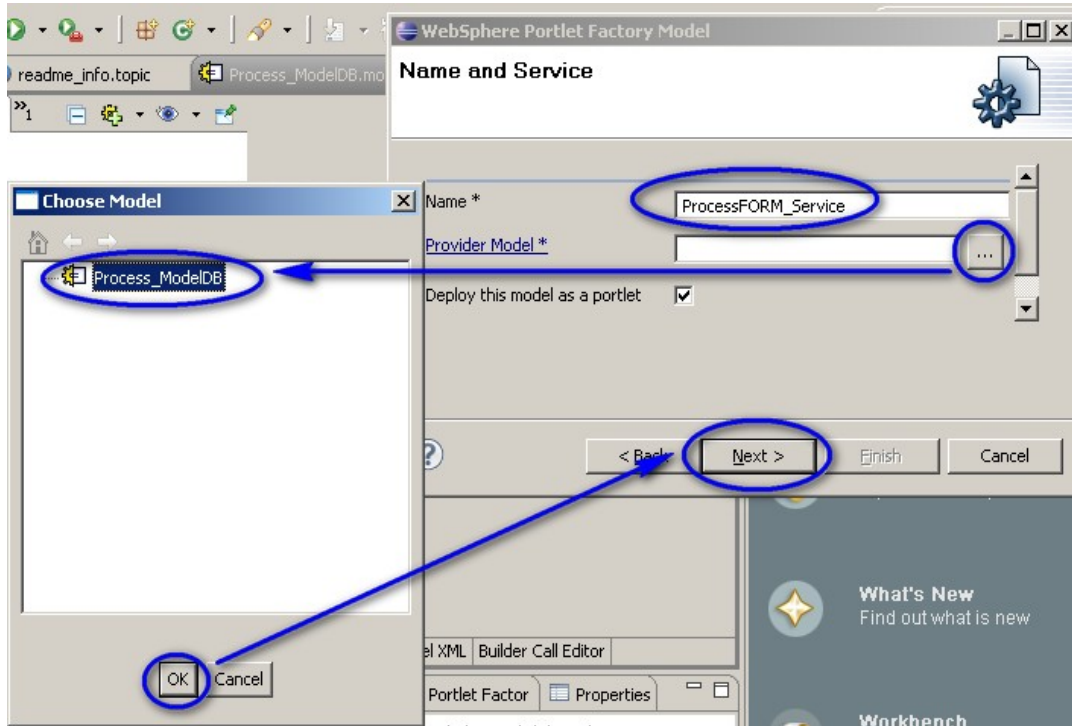 WebSphere Portlet Factory Model
readme_info.topic
Process_ModelDB.mo
Name and Service
»1
Choose Model
Name *
ProcessFORM_Service
Provider Model *
...
Process_ModelDB
Deploy this model as a portlet
?
< Back
Next >
Finish
Cancel
What's New
Find out what is new
el XML
Builder Call Editor
OK
Cancel
Portlet Factor
Properties
Workbench